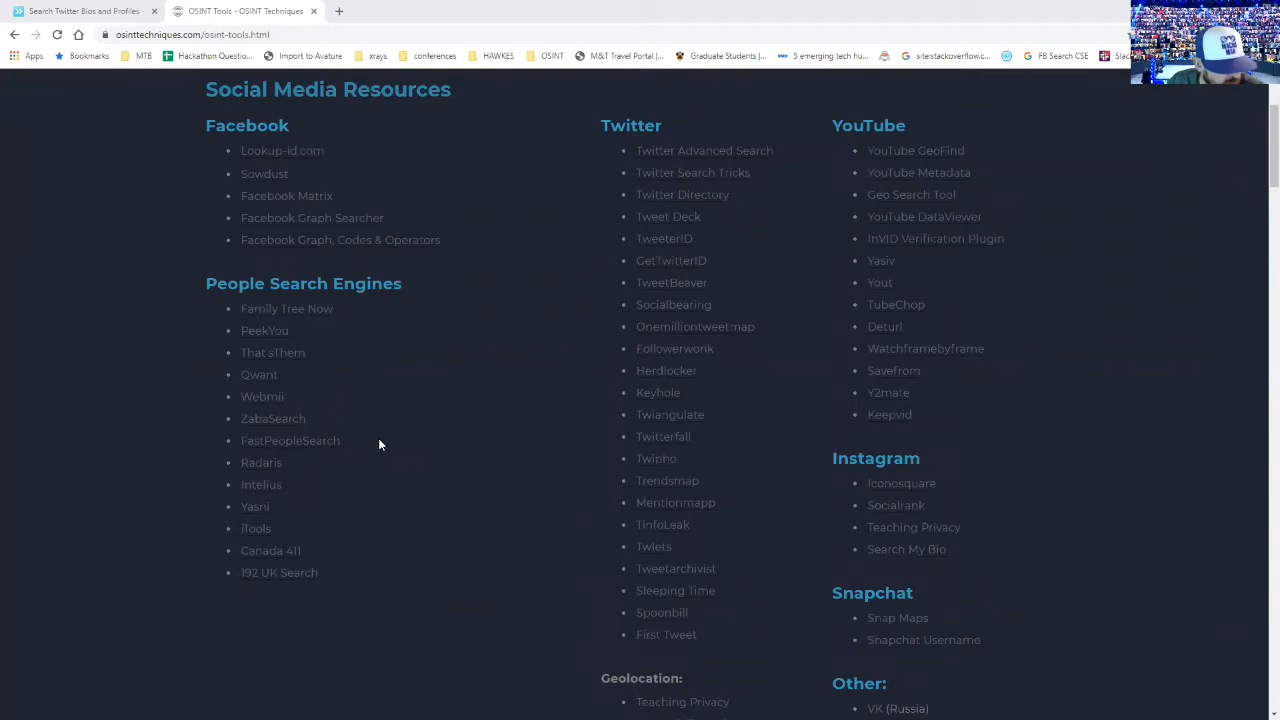 Search Twitter Bios and Profiles -
OSINT Tools - OSINT Techniques
osinttechniques.com/osint-tools.html
Apps
Bookmarks
MTB
Hackathon Question...
Import to Avature
xrays
conferences
HAWKES
OSINT
M&T Travel Portal |...
Graduate Students |...
5 emerging tech hu...
site:stackoverflow.c...
FB Search CSE
Social Media Resources
Facebook
Lookup-id.com
Sowdust
Facebook Matrix
Facebook Graph Searcher
Facebook Graph, Codes & Operators
People Search Engines
Family Tree Now
PeekYou
That'sThem
Qwant
Webmii
ZabaSearch
FastPeopleSearch
Radaris
Intelius
Yasni
iTools
Canada 411
192 UK Search
Twitter
Twitter Advanced Search
Twitter Search Tricks
Twitter Directory
Tweet Deck
TweeterID
GetTwitterID
TweetBeaver
Socialbearing
Onemilliontweetmap
Followerwonk
Herdlocker
Keyhole
Twiangulate
Twitterfall
Twipho
Trendsmap
Mentionmapp
TinfoLeak
Twlets
Tweetarchivist
Sleeping Time
Spoonbill
First Tweet
Geolocation:
Teaching Privacy
YouTube
YouTube GeoFind
YouTube Metadata
Geo Search Tool
YouTube DataViewer
InVID Verification Plugin
Yasiv
Yout
TubeChop
Deturl
Watchframebyframe
Savefrom
Y2mate
Keepvid
Instagram
Iconosquare
Socialrank
Teaching Privacy
Search My Bio
Snapchat
Snap Maps
Snapchat Username
Other:
VK (Russia)